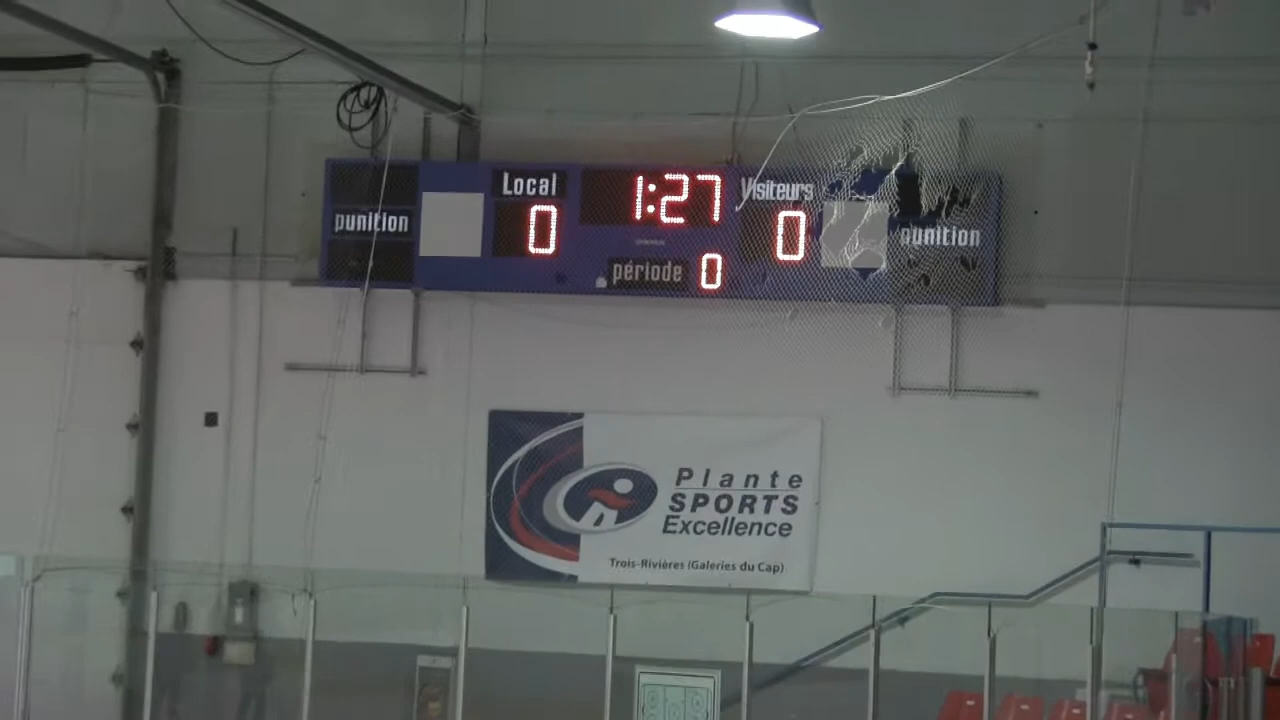 Local
1:27
Visiteurs
punition
0
0
punition
période
0
Plante
SPORTS
Excellence
Trois-Rivières (Galeries du Cap)